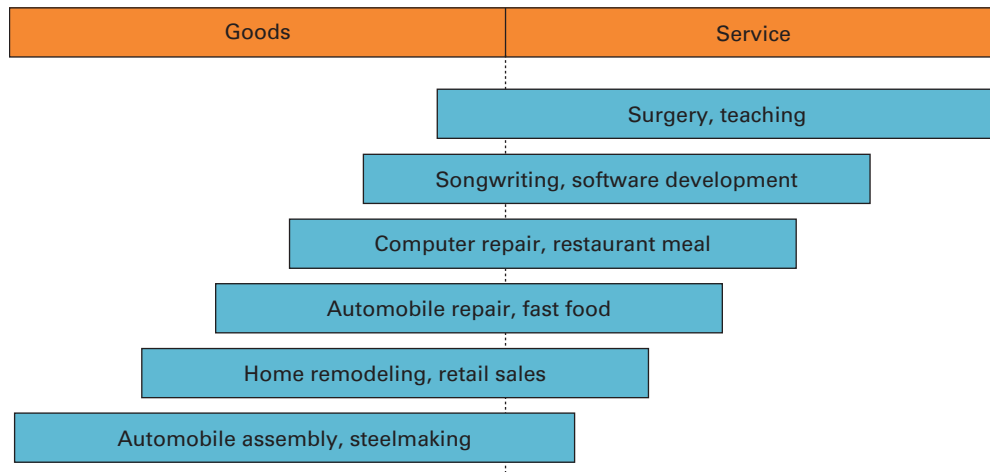 Goods
Service
Surgery, teaching
Songwriting, software development
Computer repair, restaurant meal
Automobile repair, fast food
Home remodeling, retail sales
Automobile assembly, steelmaking